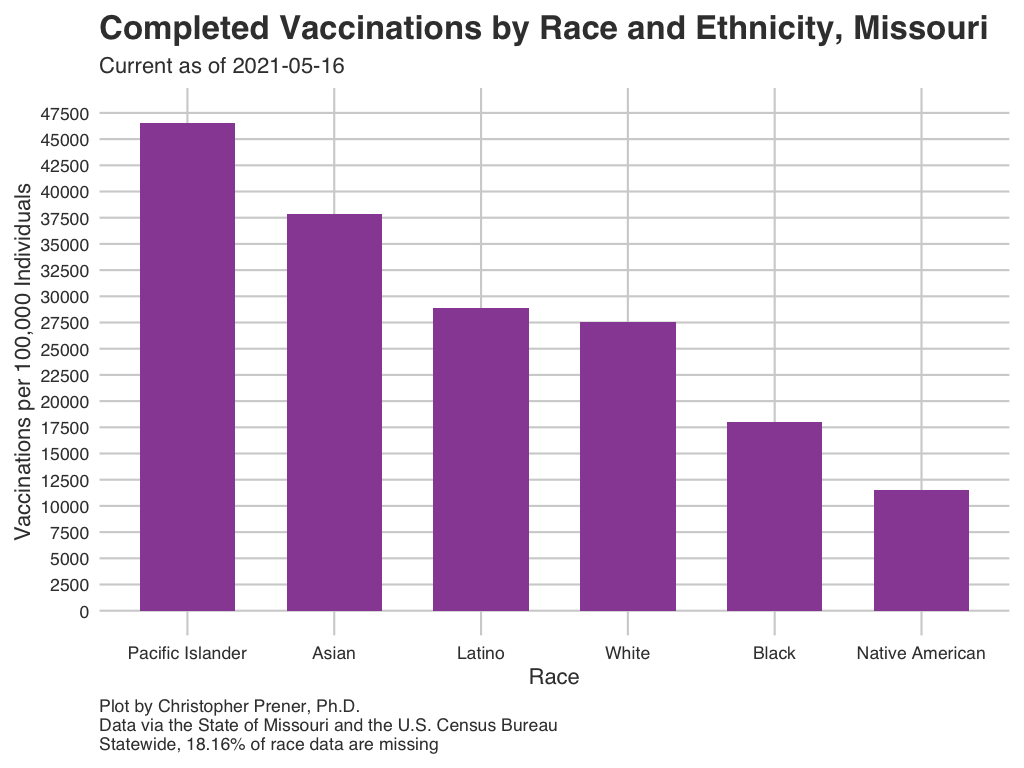 Completed Vaccinations by Race and Ethnicity, Missouri
Current as of 2021-05-16
Vaccinations per 100,000 Individuals
47500
45000
42500
40000
37500
35000
32500
30000
27500
25000
22500
20000
17500
15000
12500
10000
7500
5000
2500
0
Pacific Islander Asian Latino White Black Native American
Race
Plot by Christopher Prener, Ph.D.
Data via the State of Missouri and the U.S. Census Bureau
Statewide, 18.16% of race data are missing